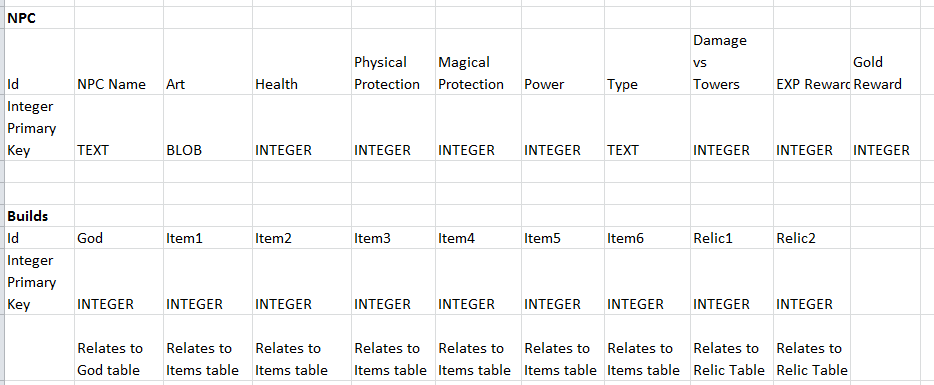 NPC
Id NPC Name Art Health Physical Protection Magical Protection Power Type Damage vs Towers EXP Reward Gold Reward
Integer Primary Key TEXT BLOB INTEGER INTEGER INTEGER INTEGER TEXT INTEGER INTEGER INTEGER
Builds
Id God Item1 Item2 Item3 Item4 Item5 Item6 Relic1 Relic2
Integer Primary Key INTEGER INTEGER INTEGER INTEGER INTEGER INTEGER INTEGER INTEGER INTEGER
Relates to God table Relates to Items table Relates to Items table Relates to Items table Relates to Items table Relates to Items table Relates to Items table Relates to Relic Table Relates to Relic Table